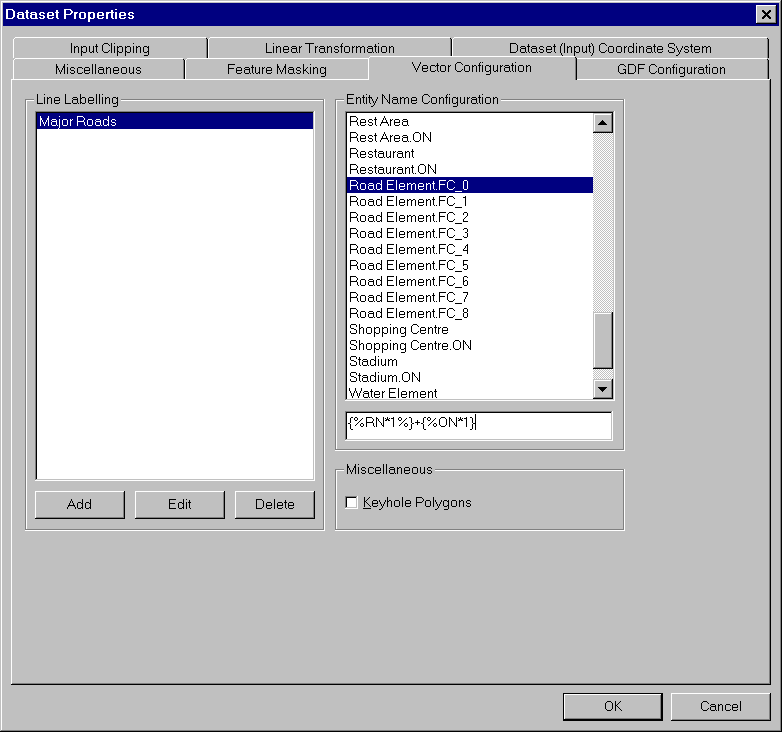 Dataset Properties
Input Clipping
Linear Transformation
Dataset (Input) Coordinate System
Miscellaneous
Feature Masking
Vector Configuration
GDF Configuration
Line Labelling
Major Roads
Add
Edit
Delete
Entity Name Configuration
Rest Area
Rest Area.ON
Restaurant
Restaurant.ON
Road Element.FC_0
Road Element.FC_1
Road Element.FC_2
Road Element.FC_3
Road Element.FC_4
Road Element.FC_5
Road Element.FC_6
Road Element.FC_7
Road Element.FC_8
Shopping Centre
Shopping Centre.ON
Stadium
Stadium.ON
Water Element
{%RN*1%}+{%ON*1}
Miscellaneous
Keyhole Polygons
OK
Cancel